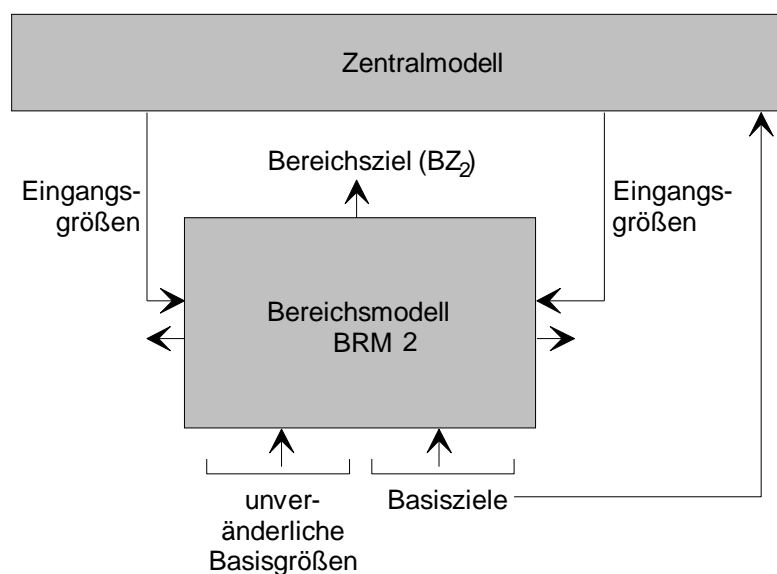 Zentralmodell
Bereichsziel (BZ₂)
Eingangs-
größen
Eingangs-
größen
Bereichsmodell
BRM 2
unver-
änderliche
Basisgrößen
Basisziele